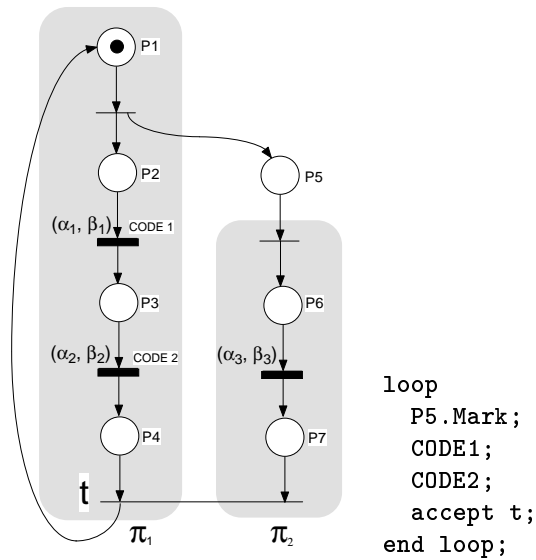 P1
P2
P5
(α1, β1) CODE 1
P3
P6
(α2, β2) CODE 2
(α3, β3)
P4
P7
t
π1
π2
loop
P5.Mark;
CODE1;
CODE2;
accept t;
end loop;